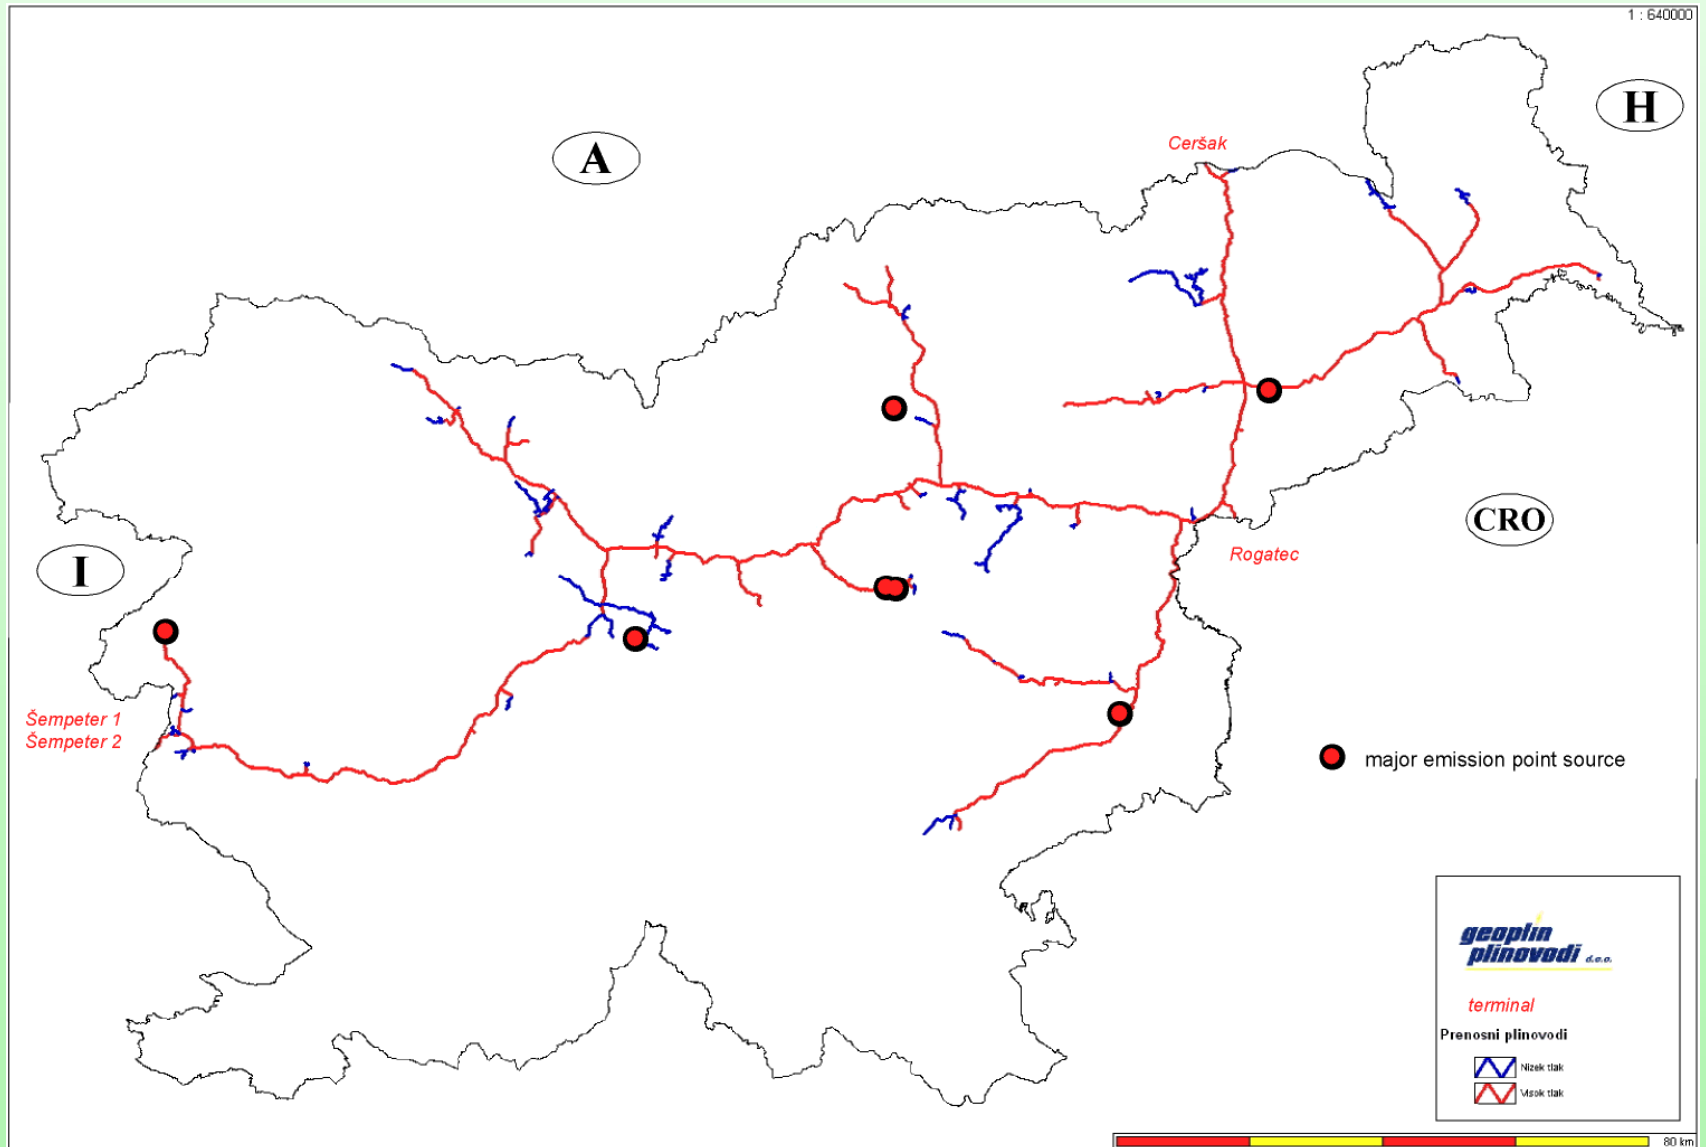 1 : 640000
H
A
Ceršak
CRO
Rogatec
I
Šempeter 1
Šempeter 2
major emission point source
geoplin
plinovodi d.o.o.
terminal
Prenosni plinovodi
Nizek tlak
Visok tlak
80 km